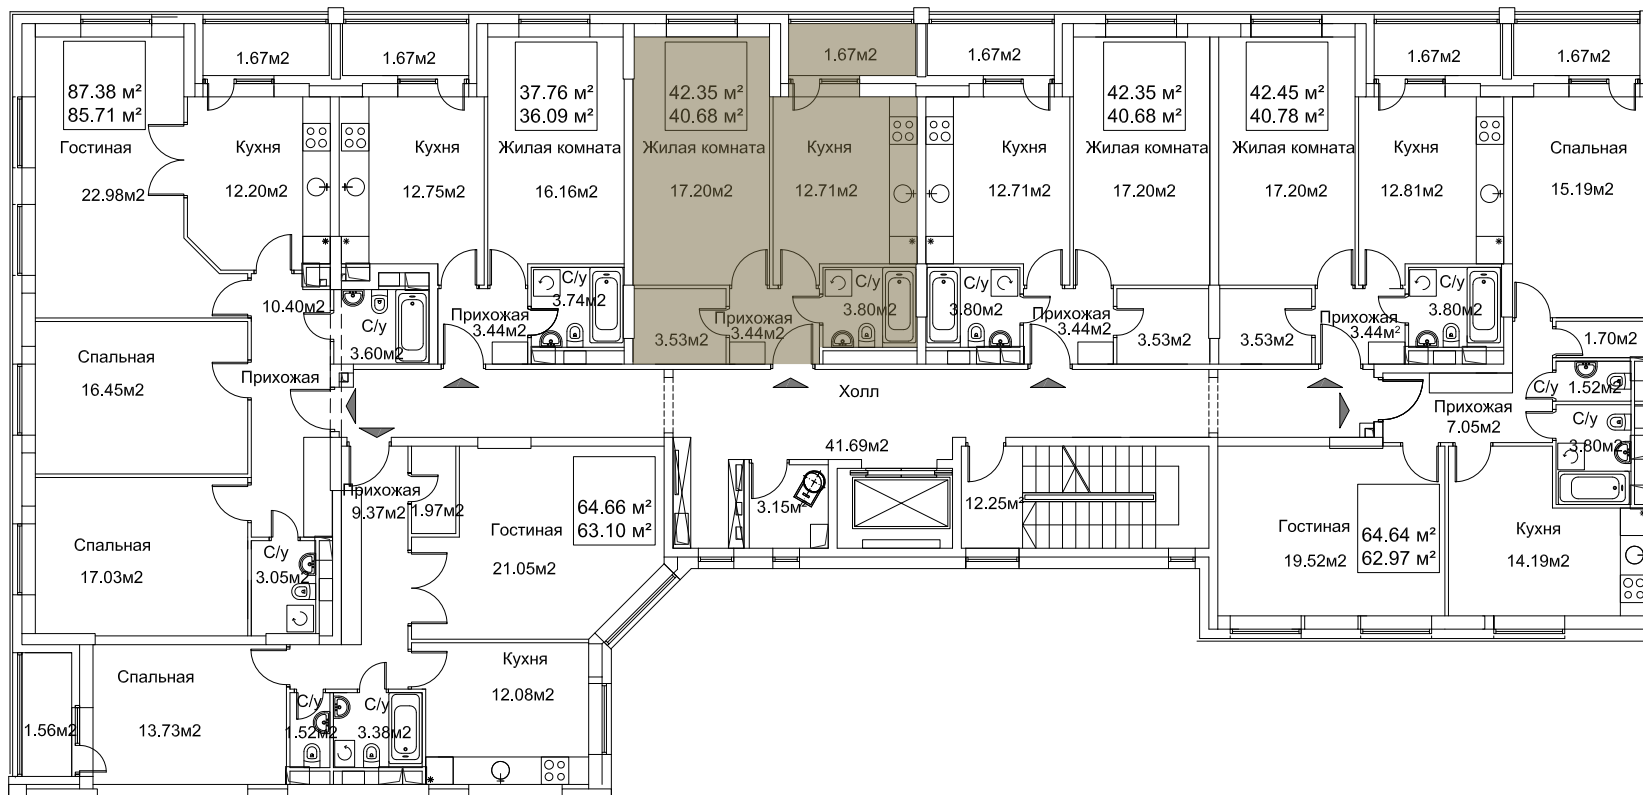 1.67м2
1.67м2
1.67м2
1.67м2
1.67м2
1.67м2
87.38 м²
85.71 м²
37.76 м²
36.09 м²
42.35 м²
40.68 м²
42.35 м²
40.68 м²
42.45 м²
40.78 м²
Гостиная
Кухня
Кухня
Жилая комната
Жилая комната
Кухня
Кухня
Жилая комната
Жилая комната
Кухня
Спальная
22.98м2
12.20м2
12.75м2
16.16м2
17.20м2
12.71м2
12.71м2
17.20м2
17.20м2
12.81м2
15.19м2
10.40м2
С/у
3.60м2
Прихожая
3.44м2
С/у
3.74м2
3.53м2
Прихожая
3.44м2
С/у
3.80м2
С/у
3.80м2
Прихожая
3.44м2
3.53м2
3.53м2
Прихожая
3.44м²
С/у
3.80м2
1.70м2
Спальная
16.45м2
Прихожая
Холл
41.69м2
С/у
1.52м2
Прихожая
7.05м2
С/у
3.80м2
Прихожая
9.37м2
1.97м2
Гостиная
21.05м2
64.66 м²
63.10 м²
3.15м²
12.25м²
Гостиная
19.52м2
64.64 м²
62.97 м²
Кухня
14.19м2
Спальная
17.03м2
С/у
3.05м2
Спальная
13.73м2
1.56м2
С/у
1.52м2
С/у
3.38м2
Кухня
12.08м2